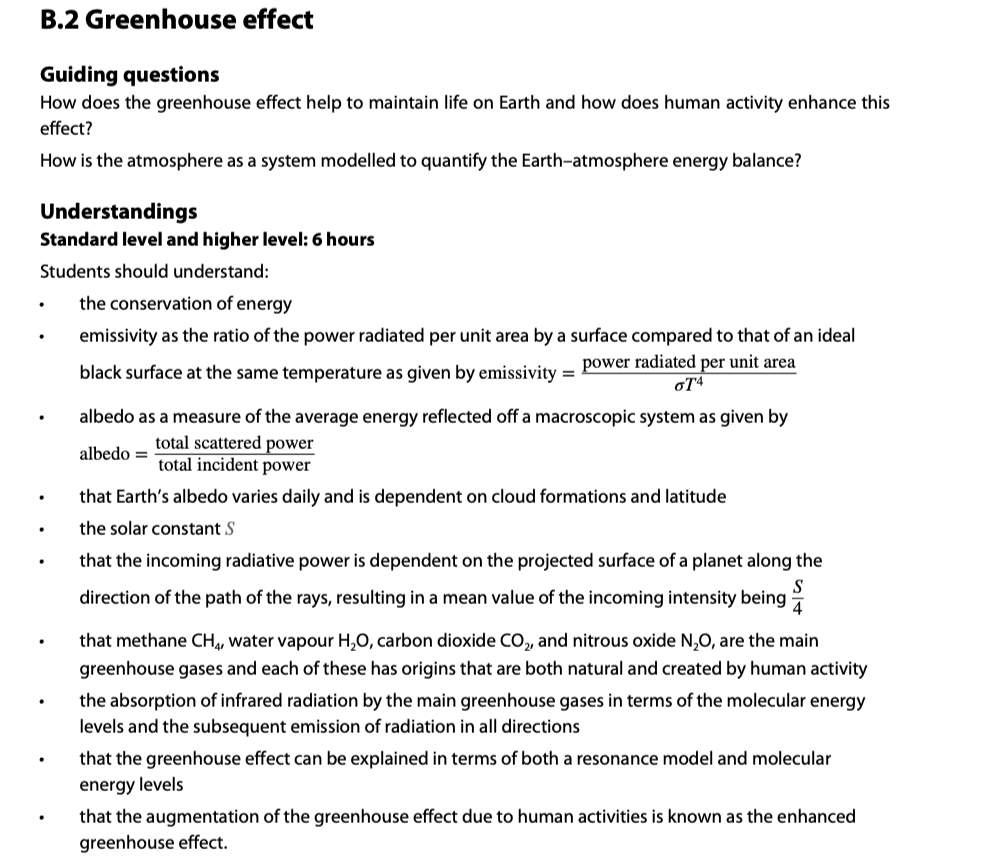 B.2 Greenhouse effect
Guiding questions
How does the greenhouse effect help to maintain life on Earth and how does human activity enhance this
effect?
How is the atmosphere as a system modelled to quantify the Earth–atmosphere energy balance?
Understandings
Standard level and higher level: 6 hours
Students should understand:
• the conservation of energy
• emissivity as the ratio of the power radiated per unit area by a surface compared to that of an ideal
black surface at the same temperature as given by emissivity = power radiated per unit area / σT⁴
• albedo as a measure of the average energy reflected off a macroscopic system as given by
albedo = total scattered power / total incident power
• that Earth's albedo varies daily and is dependent on cloud formations and latitude
• the solar constant S
• that the incoming radiative power is dependent on the projected surface of a planet along the
direction of the path of the rays, resulting in a mean value of the incoming intensity being S/4
• that methane CH₄, water vapour H₂O, carbon dioxide CO₂, and nitrous oxide N₂O, are the main
greenhouse gases and each of these has origins that are both natural and created by human activity
• the absorption of infrared radiation by the main greenhouse gases in terms of the molecular energy
levels and the subsequent emission of radiation in all directions
• that the greenhouse effect can be explained in terms of both a resonance model and molecular
energy levels
• that the augmentation of the greenhouse effect due to human activities is known as the enhanced
greenhouse effect.